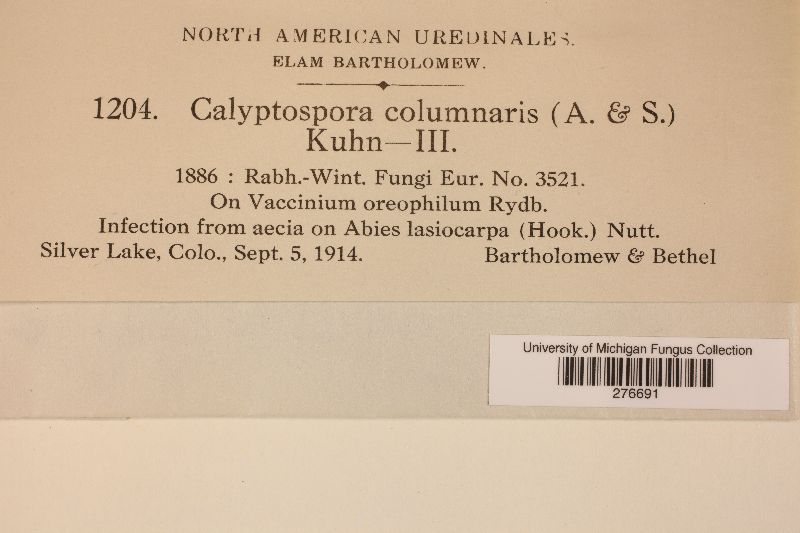 NORTH AMERICAN UREDINALES.
ELAM BARTHOLOMEW.
1204. Calyptospora columnaris (A. & S.)
Kuhn—III.
1886 : Rabh.-Wint. Fungi Eur. No. 3521.
On Vaccinium oreophilum Rydb.
Infection from aecia on Abies lasiocarpa (Hook.) Nutt.
Silver Lake, Colo., Sept. 5, 1914. Bartholomew & Bethel
University of Michigan Fungus Collection
276691